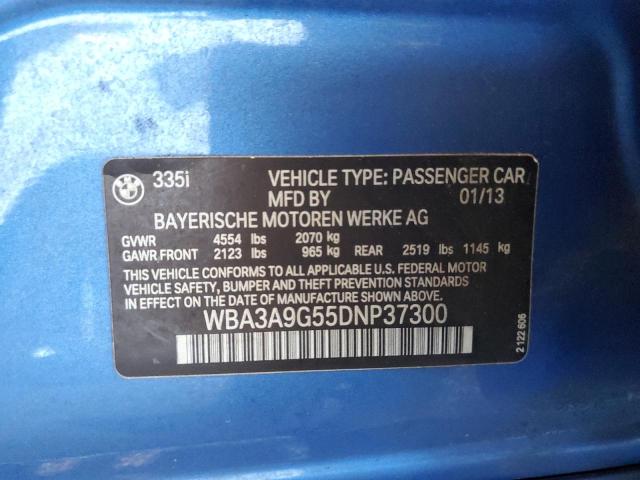 335i VEHICLE TYPE: PASSENGER CAR
MFD BY 01/13
BAYERISCHE MOTOREN WERKE AG
GVWR 4554 lbs 2070 kg
GAWR FRONT 2123 lbs 965 kg REAR 2519 lbs 1145 kg
THIS VEHICLE CONFORMS TO ALL APPLICABLE U.S. FEDERAL MOTOR
VEHICLE SAFETY, BUMPER AND THEFT PREVENTION STANDARDS
IN EFFECT ON THE DATE OF MANUFACTURE SHOWN ABOVE.
WBA3A9G55DNP37300
2 122 606